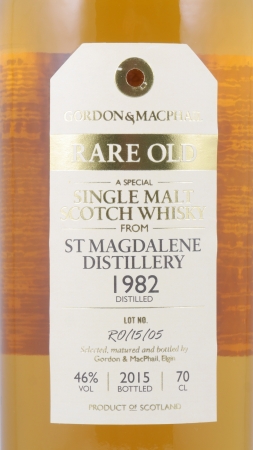 GORDON & MACPHAIL
RARE OLD
A SPECIAL
SINGLE MALT
SCOTCH WHISKY
FROM
ST MAGDALENE
DISTILLERY
1982
DISTILLED
LOT NO.
RO/15/05
Selected, matured and bottled by
Gordon & MacPhail, Elgin
46% 2015 70
VOL BOTTLED CL
PRODUCT OF SCOTLAND